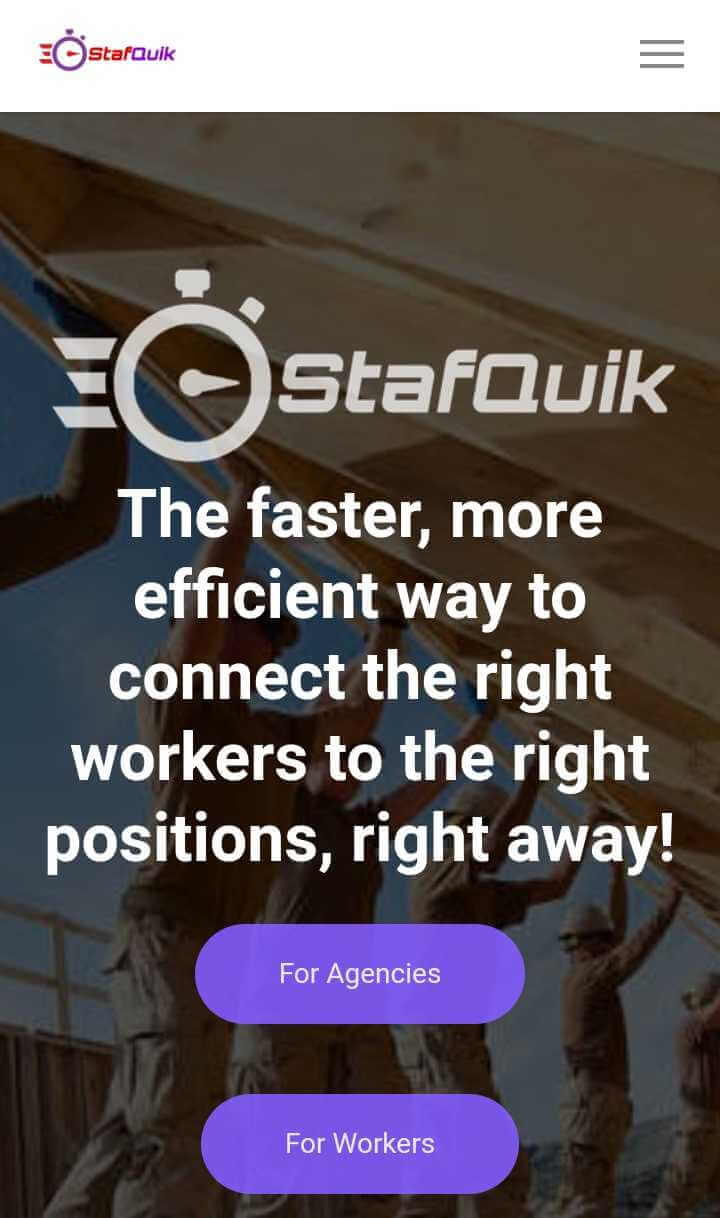 StafQuik
StafQuik
The faster, more
efficient way to
connect the right
workers to the right
positions, right away!
For Agencies
For Workers